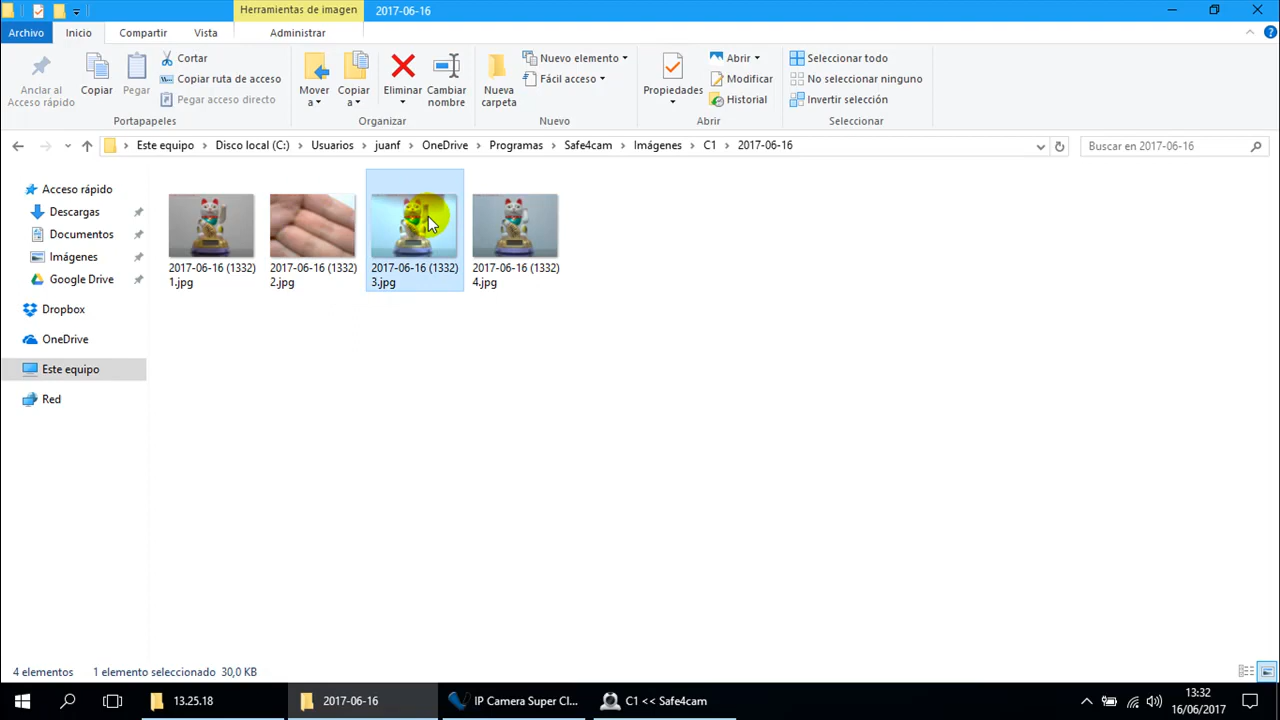 Herramientas de imagen
2017-06-16
Archivo
Inicio
Compartir
Vista
Administrar
Anclar al
Acceso rápido
Copiar
Pegar
Cortar
Copiar ruta de acceso
Pegar acceso directo
Portapapeles
Mover
a
Copiar
a
Eliminar
Cambiar
nombre
Organizar
Nueva
carpeta
Nuevo elemento
Fácil acceso
Nuevo
Propiedades
Abrir
Modificar
Historial
Abrir
Seleccionar todo
No seleccionar ninguno
Invertir selección
Seleccionar
Este equipo > Disco local (C:) > Usuarios > juanf > OneDrive > Programas > Safe4cam > Imágenes > C1 > 2017-06-16
Buscar en 2017-06-16
Acceso rápido
Descargas
Documentos
Imágenes
Google Drive
Dropbox
OneDrive
Este equipo
Red
2017-06-16 (1332)
1.jpg
2017-06-16 (1332)
2.jpg
2017-06-16 (1332)
3.jpg
2017-06-16 (1332)
4.jpg
4 elementos
1 elemento seleccionado 30,0 KB
13.25.18
2017-06-16
IP Camera Super Cl...
C1 << Safe4cam
13:32
16/06/2017